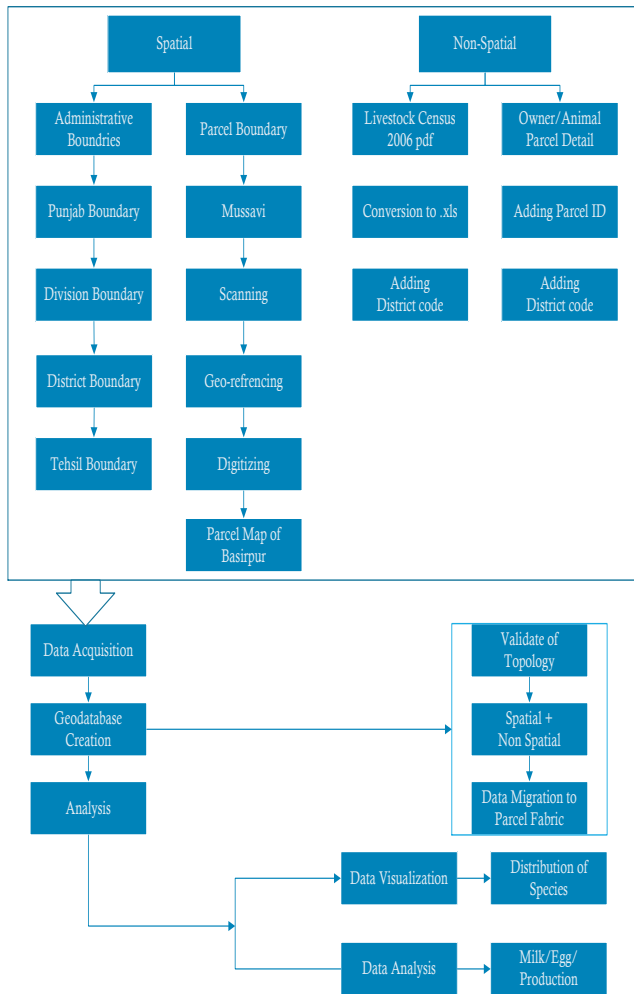 Spatial
Non-Spatial
Administrative
Boundries
Parcel Boundary
Livestock Census
2006 pdf
Owner/Animal
Parcel Detail
Punjab Boundary
Mussavi
Conversion to .xls
Adding Parcel ID
Division Boundary
Scanning
Adding
District code
Adding
District code
District Boundary
Geo-refrencing
Tehsil Boundary
Digitizing
Parcel Map of
Basirpur
Data Acquisition
Validate of
Topology
Geodatabase
Creation
Spatial +
Non Spatial
Analysis
Data Migration to
Parcel Fabric
Data Visualization
Distribution of
Species
Data Analysis
Milk/Egg/
Production